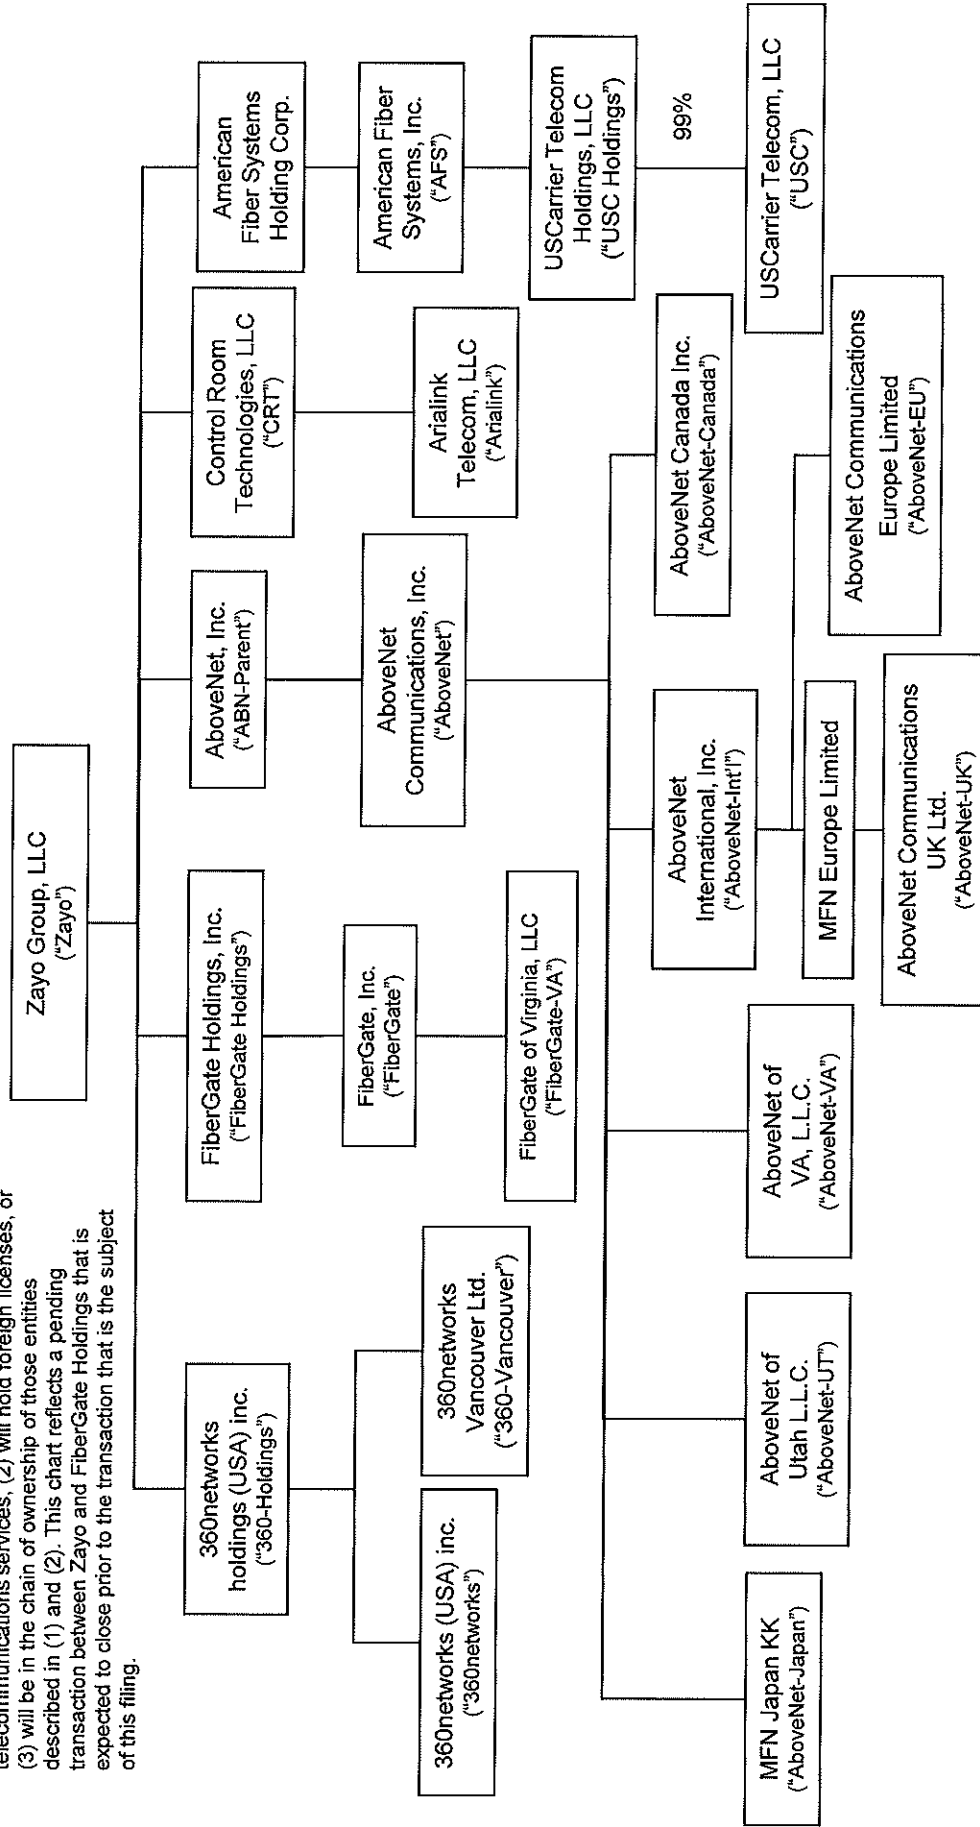 telecommunications services, (2) will hold foreign licenses, or
(3) will be in the chain of ownership of those entities
described in (1) and (2). This chart reflects a pending
transaction between Zayo and FiberGate Holdings that is
expected to close prior to the transaction that is the subject
of this filing.
Zayo Group, LLC
("Zayo")
360networks
holdings (USA) inc.
("360-Holdings")
FiberGate Holdings, Inc.
("FiberGate Holdings")
AboveNet, Inc.
("ABN-Parent")
Control Room
Technologies, LLC
("CRT")
American
Fiber Systems
Holding Corp.
FiberGate, Inc.
("FiberGate")
AboveNet
Communications, Inc.
("AboveNet")
Arialink
Telecom, LLC
("Arialink")
American Fiber
Systems, Inc.
("AFS")
360networks (USA) inc.
("360networks")
360networks
Vancouver Ltd.
("360-Vancouver")
FiberGate of Virginia, LLC
("FiberGate-VA")
USCarrier Telecom
Holdings, LLC
("USC Holdings")
99%
AboveNet
International, Inc.
("AboveNet-Int'l")
AboveNet Canada Inc.
("AboveNet-Canada")
USCarrier Telecom, LLC
("USC")
MFN Japan KK
("AboveNet-Japan")
AboveNet of
Utah L.L.C.
("AboveNet-UT")
AboveNet of
VA, L.L.C.
("AboveNet-VA")
MFN Europe Limited
AboveNet Communications
Europe Limited
("AboveNet-EU")
AboveNet Communications
UK Ltd.
("AboveNet-UK")